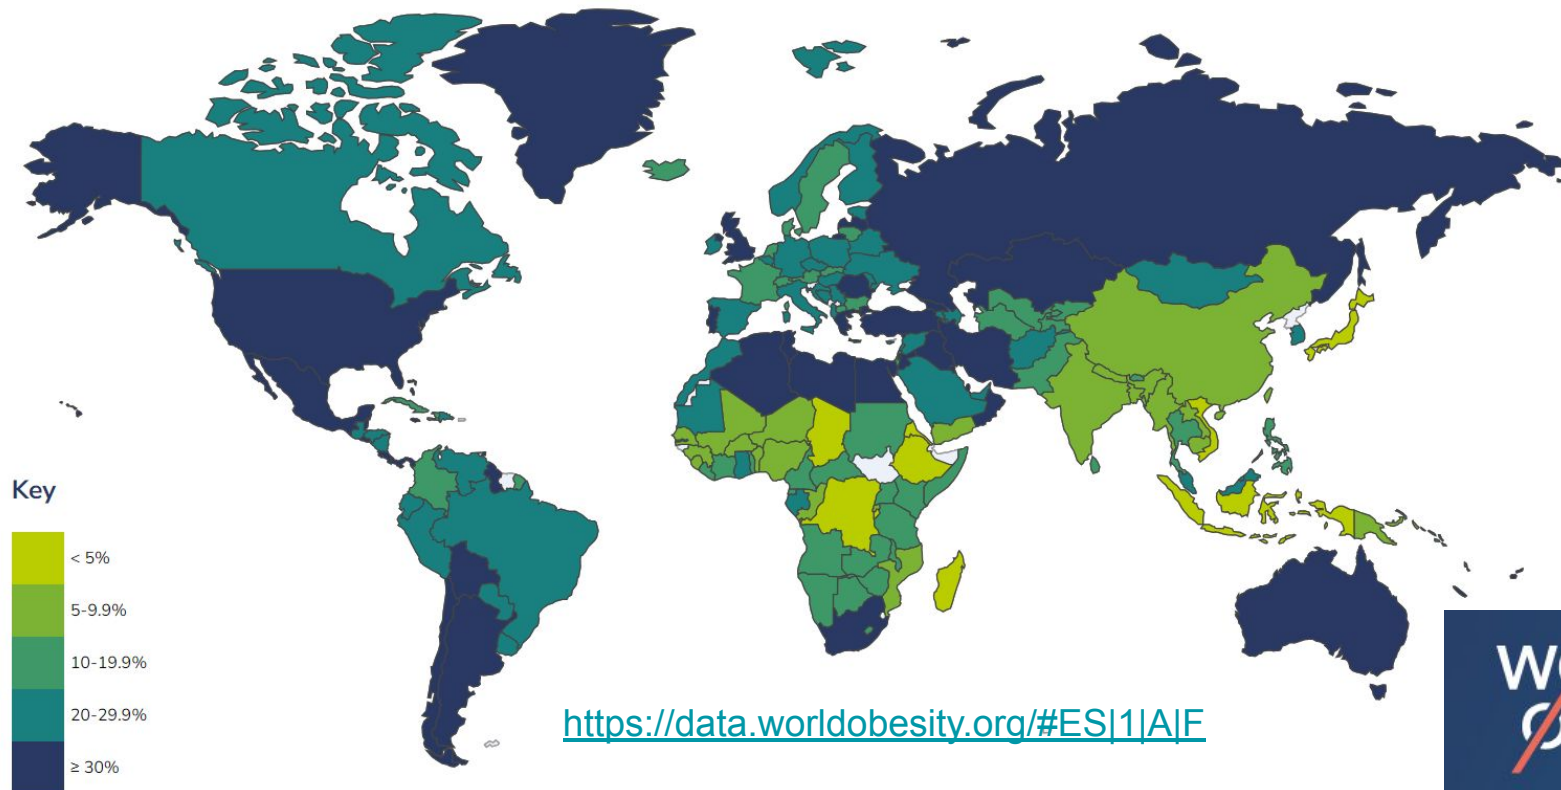 Key
< 5%
5-9.9%
10-19.9%
20-29.9%
≥ 30%
https://data.worldobesity.org/#ES|1|A|F